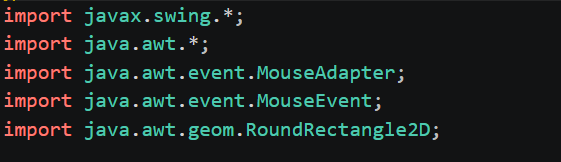 import javax.swing.*;
import java.awt.*;
import java.awt.event.MouseAdapter;
import java.awt.event.MouseEvent;
import java.awt.geom.RoundRectangle2D;